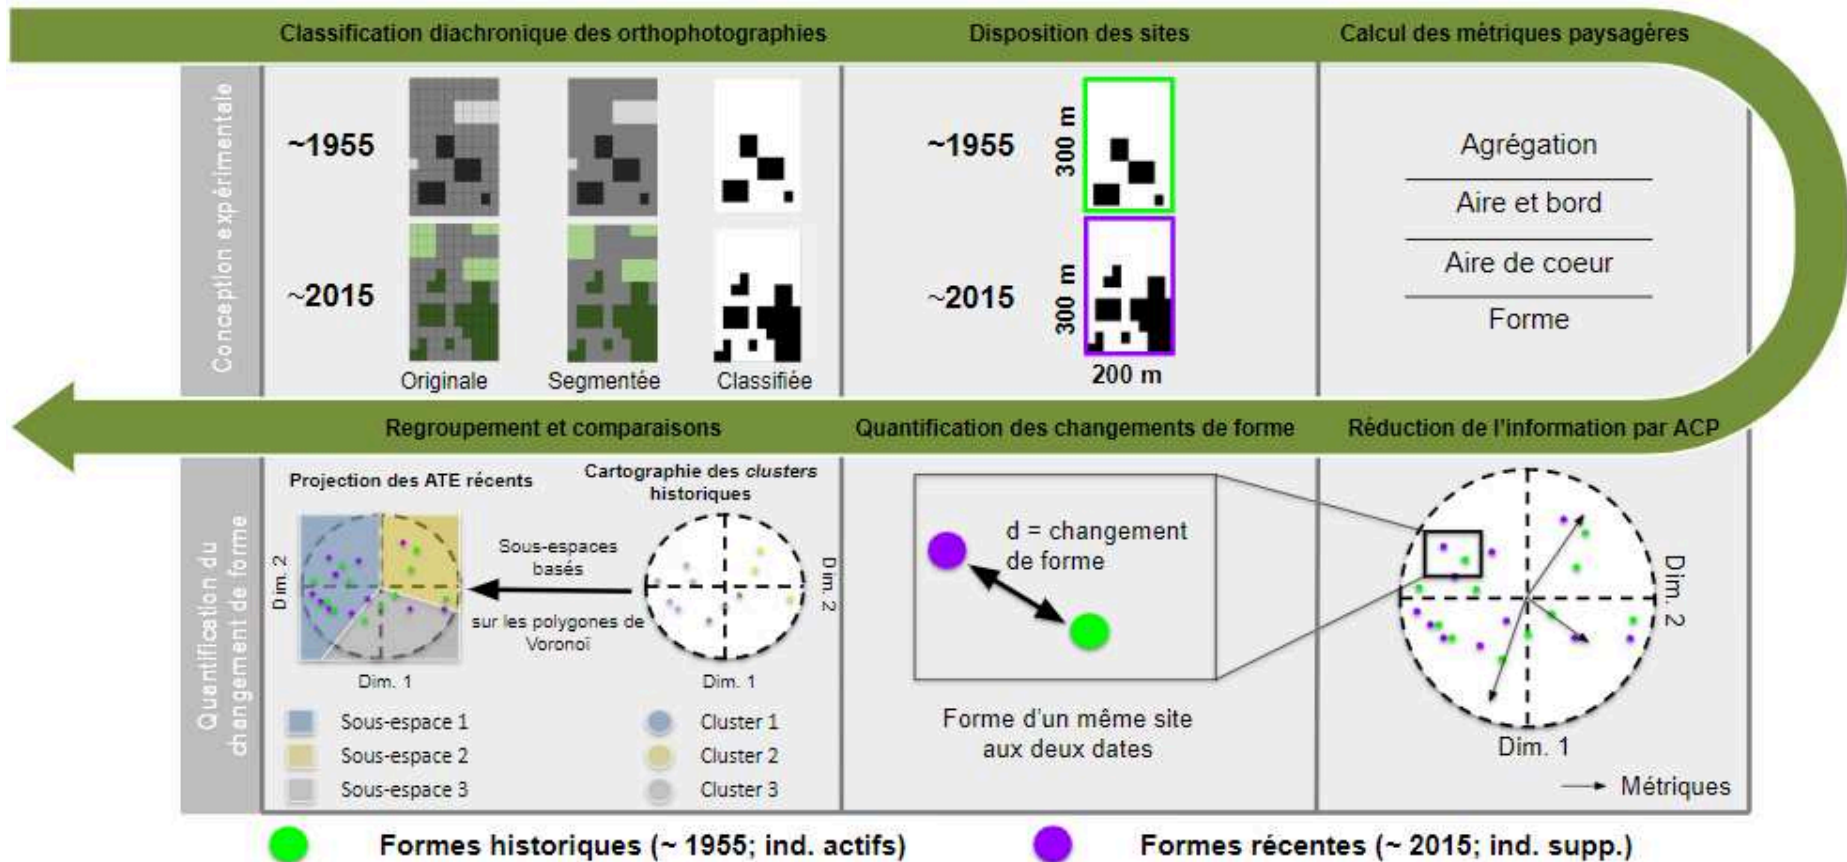 Classification diachronique des orthophotographies
Disposition des sites
Calcul des métriques paysagères
Conception expérimentale
~1955
~2015
Originale
Segmentée
Classifiée
~1955
300 m
~2015
300 m
200 m
Agrégation
Aire et bord
Aire de coeur
Forme
Regroupement et comparaisons
Quantification des changements de forme
Réduction de l'information par ACP
Quantification du
changement de forme
Projection des ATE récents
Dim. 2
Dim. 1
Sous-espaces
basés
sur les polygones de
Voronoï
Cartographie des clusters
historiques
Dim. 2
Dim. 1
Sous-espace 1
Sous-espace 2
Sous-espace 3
Cluster 1
Cluster 2
Cluster 3
d = changement
de forme
Forme d'un même site
aux deux dates
Dim. 2
Dim. 1
Métriques
Formes historiques (~ 1955; ind. actifs)
Formes récentes (~ 2015; ind. supp.)